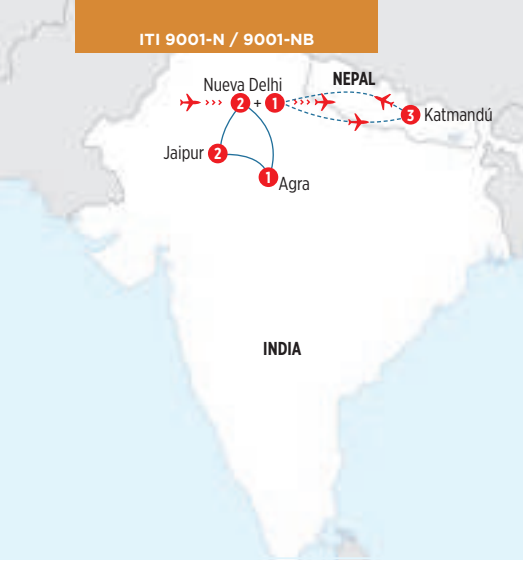 ITI 9001-N / 9001-NB
NEPAL
Nueva Delhi
2 + 1
3 Katmandú
Jaipur 2
1 Agra
INDIA